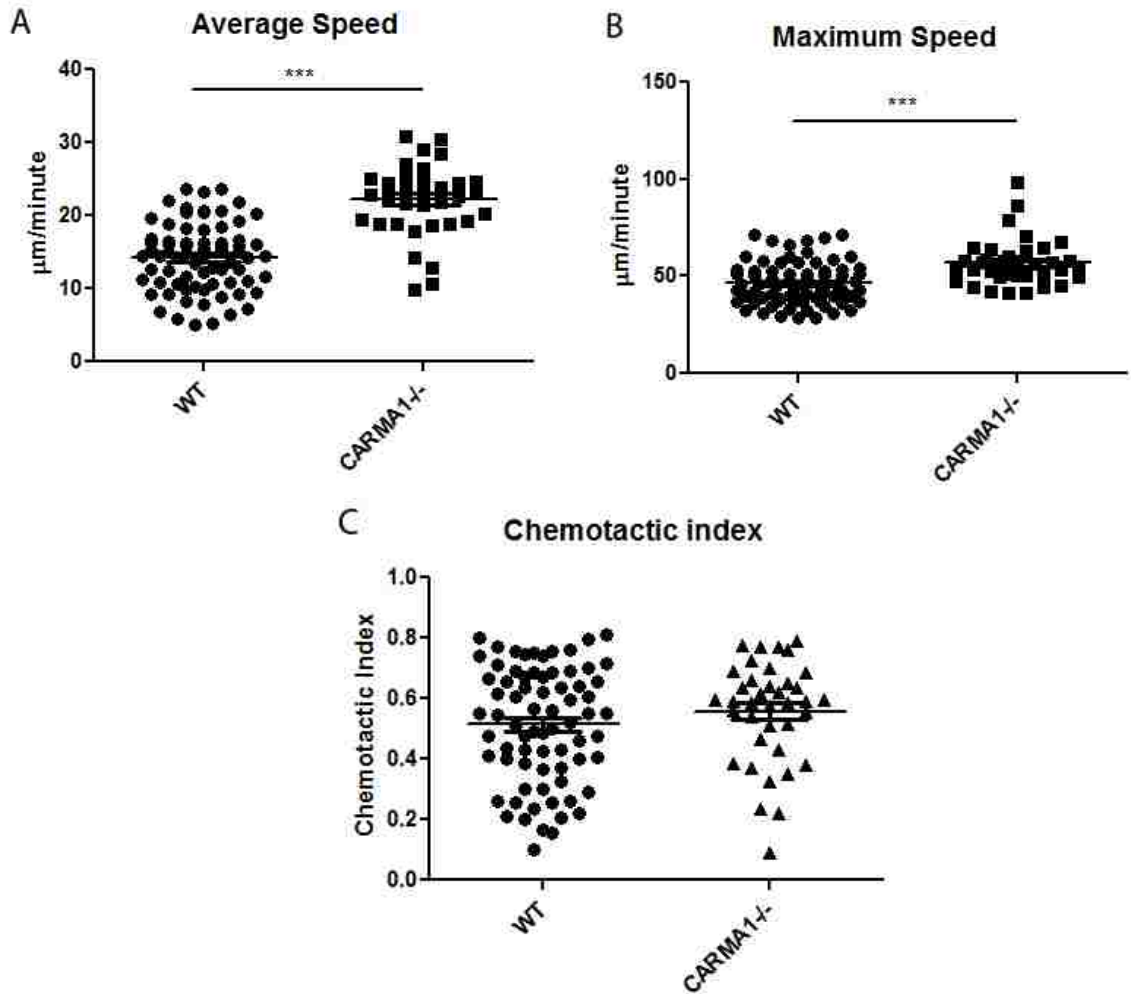 A
Average Speed
40
30
20
10
0
μm/minute
***
WT
CARMA1-/-
B
Maximum Speed
150
100
50
0
μm/minute
***
WT
CARMA1-/-
C
Chemotactic index
1.0
0.8
0.6
0.4
0.2
0.0
Chemotactic Index
WT
CARMA1-/-